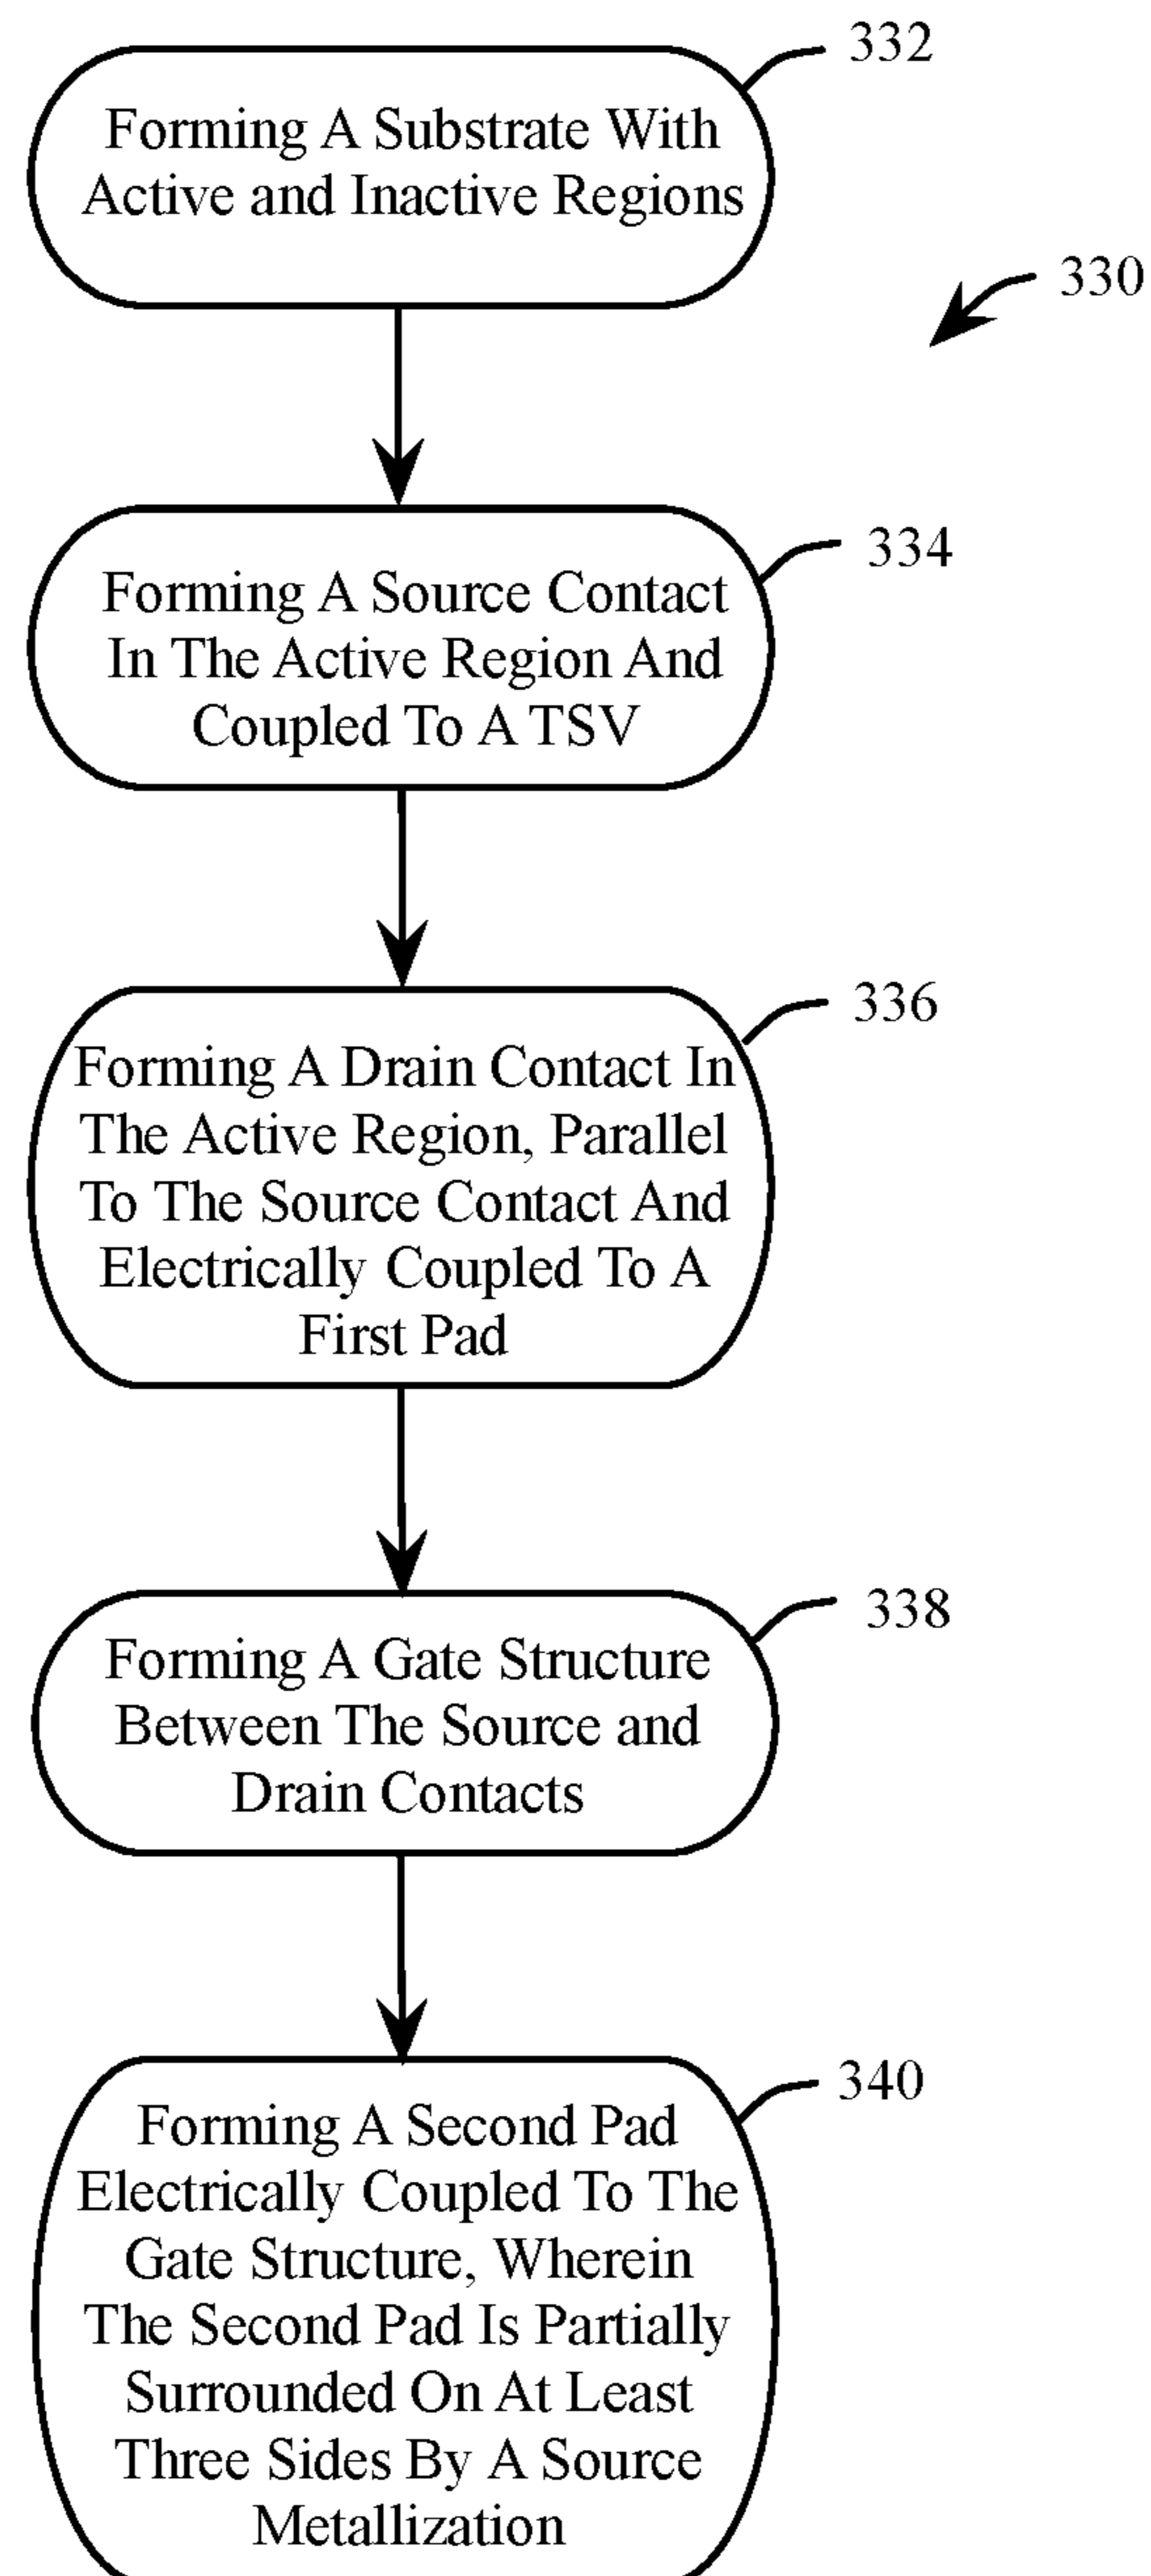 332
Forming A Substrate With
Active and Inactive Regions
330
334
Forming A Source Contact
In The Active Region And
Coupled To A TSV
336
Forming A Drain Contact In
The Active Region, Parallel
To The Source Contact And
Electrically Coupled To A
First Pad
338
Forming A Gate Structure
Between The Source and
Drain Contacts
340
Forming A Second Pad
Electrically Coupled To The
Gate Structure, Wherein
The Second Pad Is Partially
Surrounded On At Least
Three Sides By A Source
Metallization